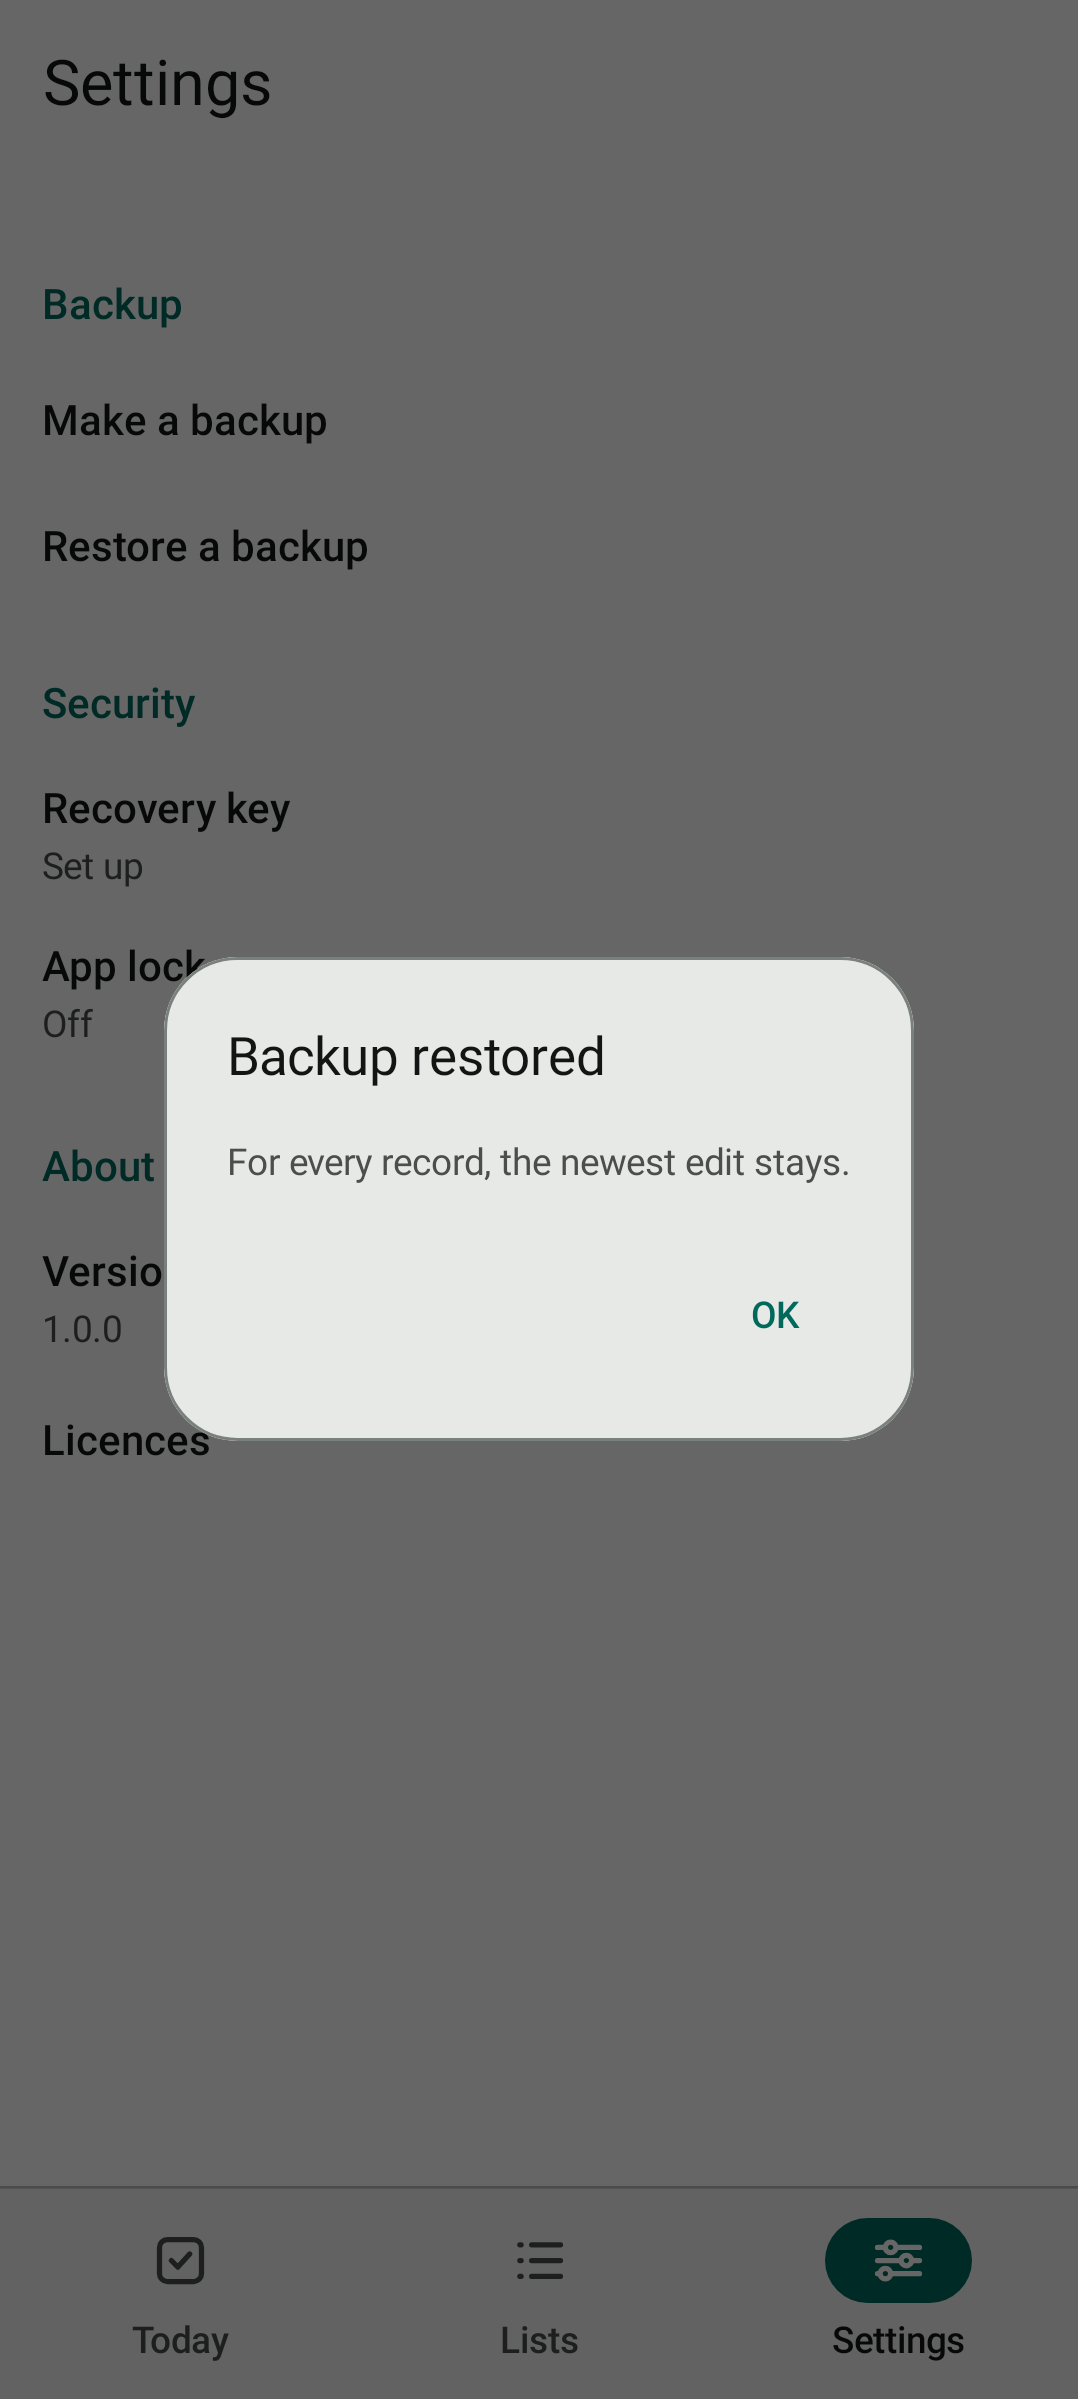 Settings
Backup
Make a backup
Restore a backup
Security
Recovery key
Set up
App lock
Off
Backup restored
For every record, the newest edit stays.
OK
About
Versio
1.0.0
Licences
Today
Lists
Settings